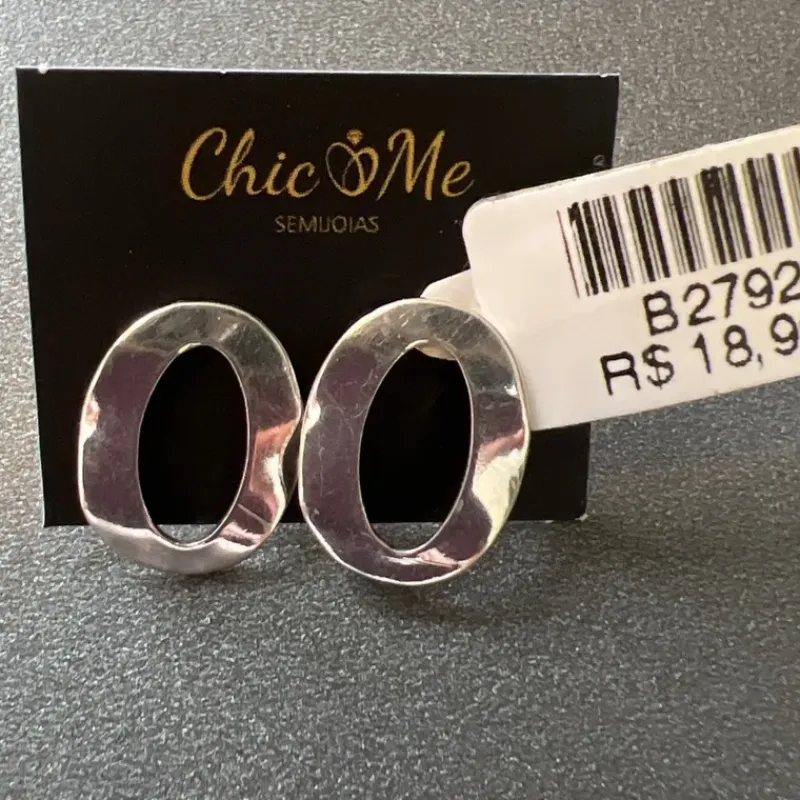 Chic Me
SEMIJOIAS
B2792
R$ 18,9